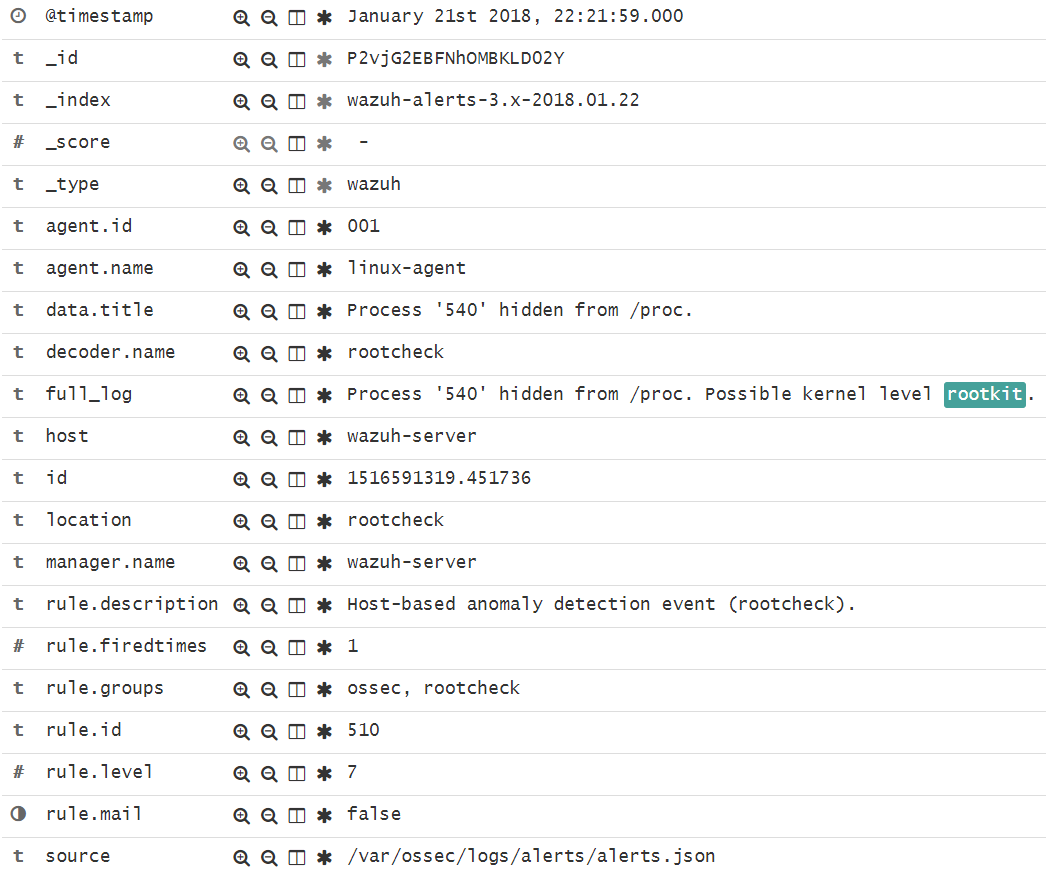 @timestamp January 21st 2018, 22:21:59.000
t _id P2vjG2EBFNhOMBKLDO2Y
t _index wazuh-alerts-3.x-2018.01.22
# _score -
t _type wazuh
t agent.id 001
t agent.name linux-agent
t data.title Process '540' hidden from /proc.
t decoder.name rootcheck
t full_log Process '540' hidden from /proc. Possible kernel level rootkit.
t host wazuh-server
t id 1516591319.451736
t location rootcheck
t manager.name wazuh-server
t rule.description Host-based anomaly detection event (rootcheck).
# rule.firedtimes 1
t rule.groups ossec, rootcheck
t rule.id 510
# rule.level 7
rule.mail false
t source /var/ossec/logs/alerts/alerts.json